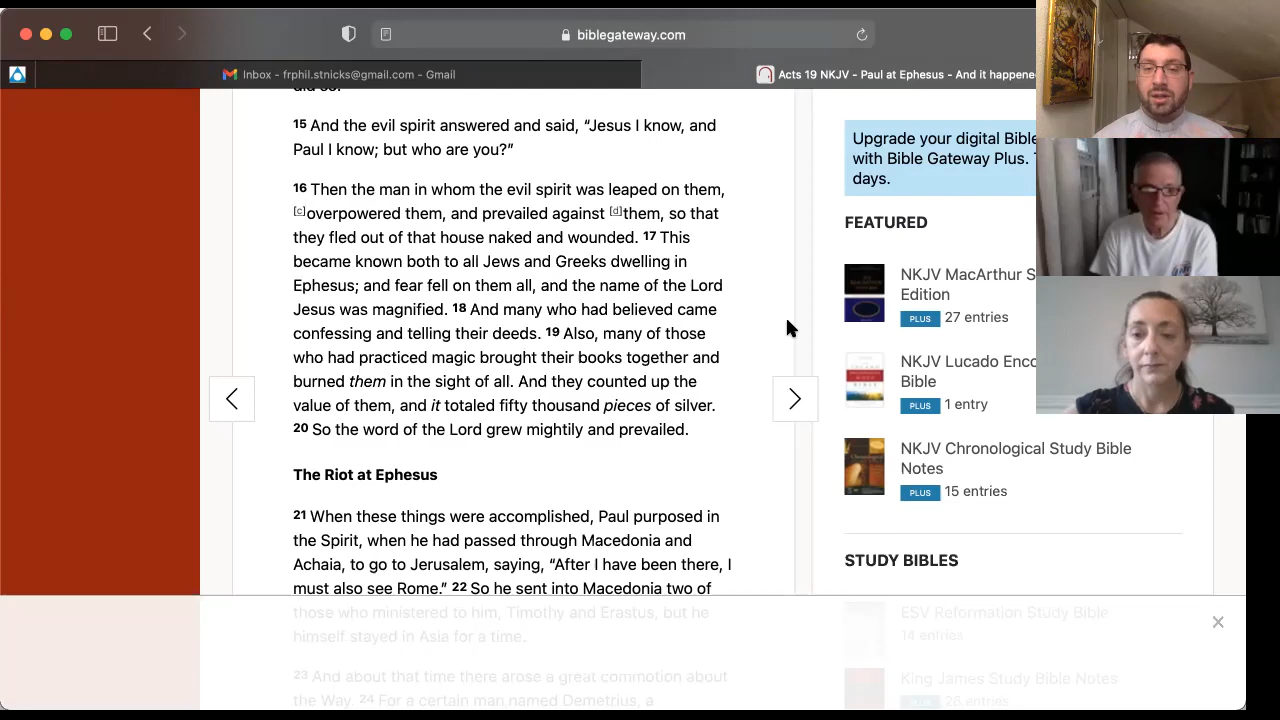 biblegateway.com
Inbox - frphil.stnicks@gmail.com - Gmail
Acts 19 NKJV - Paul at Ephesus - And it happene
did so.
15 And the evil spirit answered and said, “Jesus I know, and
Paul I know; but who are you?”
16 Then the man in whom the evil spirit was leaped on them,
[c]overpowered them, and prevailed against [d]them, so that
they fled out of that house naked and wounded. 17 This
became known both to all Jews and Greeks dwelling in
Ephesus; and fear fell on them all, and the name of the Lord
Jesus was magnified. 18 And many who had believed came
confessing and telling their deeds. 19 Also, many of those
who had practiced magic brought their books together and
burned them in the sight of all. And they counted up the
value of them, and it totaled fifty thousand pieces of silver.
20 So the word of the Lord grew mightily and prevailed.
The Riot at Ephesus
21 When these things were accomplished, Paul purposed in
the Spirit, when he had passed through Macedonia and
Achaia, to go to Jerusalem, saying, “After I have been there, I
must also see Rome.” 22 So he sent into Macedonia two of
those who ministered to him, Timothy and Erastus, but he
himself stayed in Asia for a time.
23 And about that time there arose a great commotion about
the Way. 24 For a certain man named Demetrius, a
Upgrade your digital Bible
with Bible Gateway Plus.
days.
FEATURED
NKJV MacArthur S
Edition
PLUS 27 entries
NKJV Lucado Enco
Bible
PLUS 1 entry
NKJV Chronological Study Bible
Notes
PLUS 15 entries
STUDY BIBLES
ESV Reformation Study Bible
14 entries
King James Study Bible Notes
PLUS 26 entries